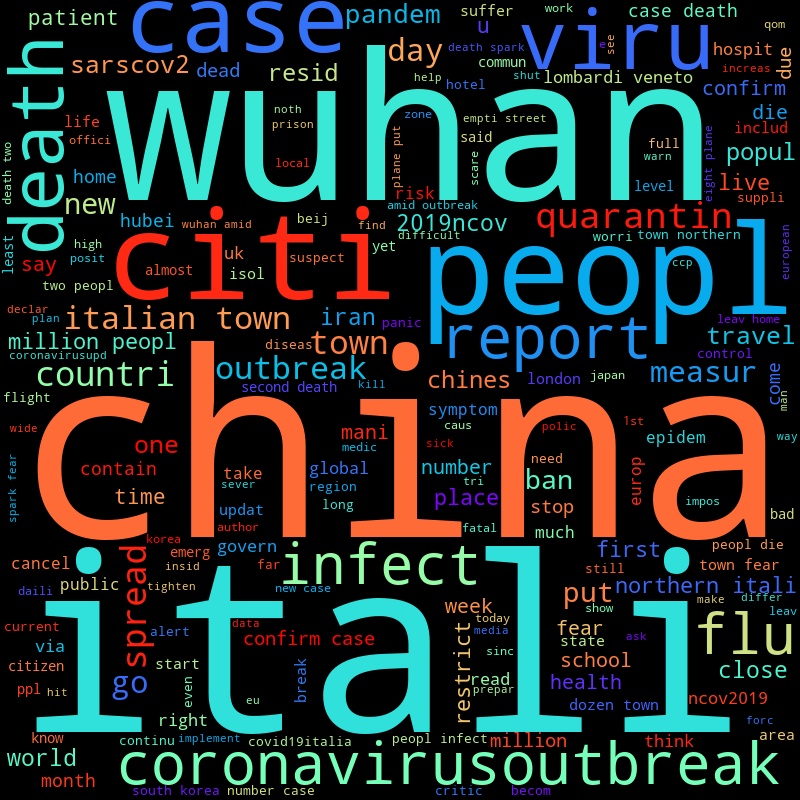 patient
case
pandem
suffer
work
case death
qom
u
viru
see
e
death
sarscov2
dead
resid
day
death spark
commun
hospit
due
wuhan
help
hotel
shut
lombardi veneto
increas
confirm
life
offici
noth
prison
zone
empti street
said
die
includ
local
plane put
scare
full
warn
eight plane
popul
death two
home
risk
level
live
suppli
new
hubei
wuhan amid
beij
find
amid outbreak
2019ncov
quarantin
least
say
high
posit
citi
uk
yet
difficult
peopl
worri
town northern
european
almost
isol
suspect
ccp
two peopl
declar
plan
italian town
iran
panic
report
leav home
control
travel
million peopl
coronavirusupd
diseas
town
countri
outbreak
second death
kill
chines
london
japan
measur
come
man
flight
china
symptom
caus
wide
one
mani
medic
sick
polic
1st
epidem
way
spark fear
contain
take
sever
global
region
number
tri
need
ban
europ
impos
time
updat
long
place
stop
bad
author
fatal
much
cancel
spread
korea
emerg
insid
govern
far
infect
first
still
peopl die
town fear
daili
public
tighten
new case
itali
put
northern itali
current
via
citizen
alert
data
confirm case
week
today
media
fear
show
state
make
differ
leav
ask
flu
ppl
hit
start
even
eu
break
restrict
sinc
read
prepar
school
health
dozen town
close
ncov2019
right
forc
know
continu
implement
covid19italia
peopl infect
million
think
area
world
month
coronavirusoutbreak
south korea
number case
critic
becom